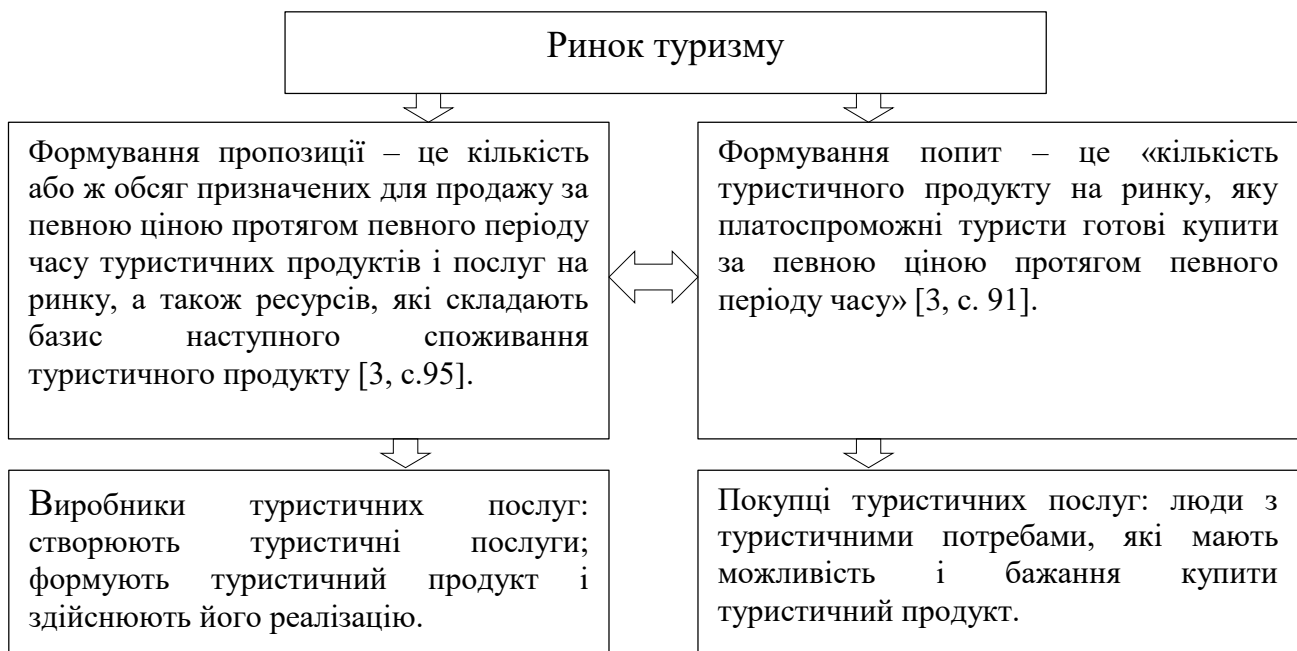 Ринок туризму
Формування пропозиції – це кількість
або ж обсяг призначених для продажу за
певною ціною протягом певного періоду
часу туристичних продуктів і послуг на
ринку, а також ресурсів, які складають
базис наступного споживання
туристичного продукту [3, с.95].
Формування попит – це «кількість
туристичного продукту на ринку, яку
платоспроможні туристи готові купити
за певною ціною протягом певного
періоду часу» [3, с. 91].
Виробники туристичних послуг:
створюють туристичні послуги;
формують туристичний продукт і
здійснюють його реалізацію.
Покупці туристичних послуг: люди з
туристичними потребами, які мають
можливість і бажання купити
туристичний продукт.